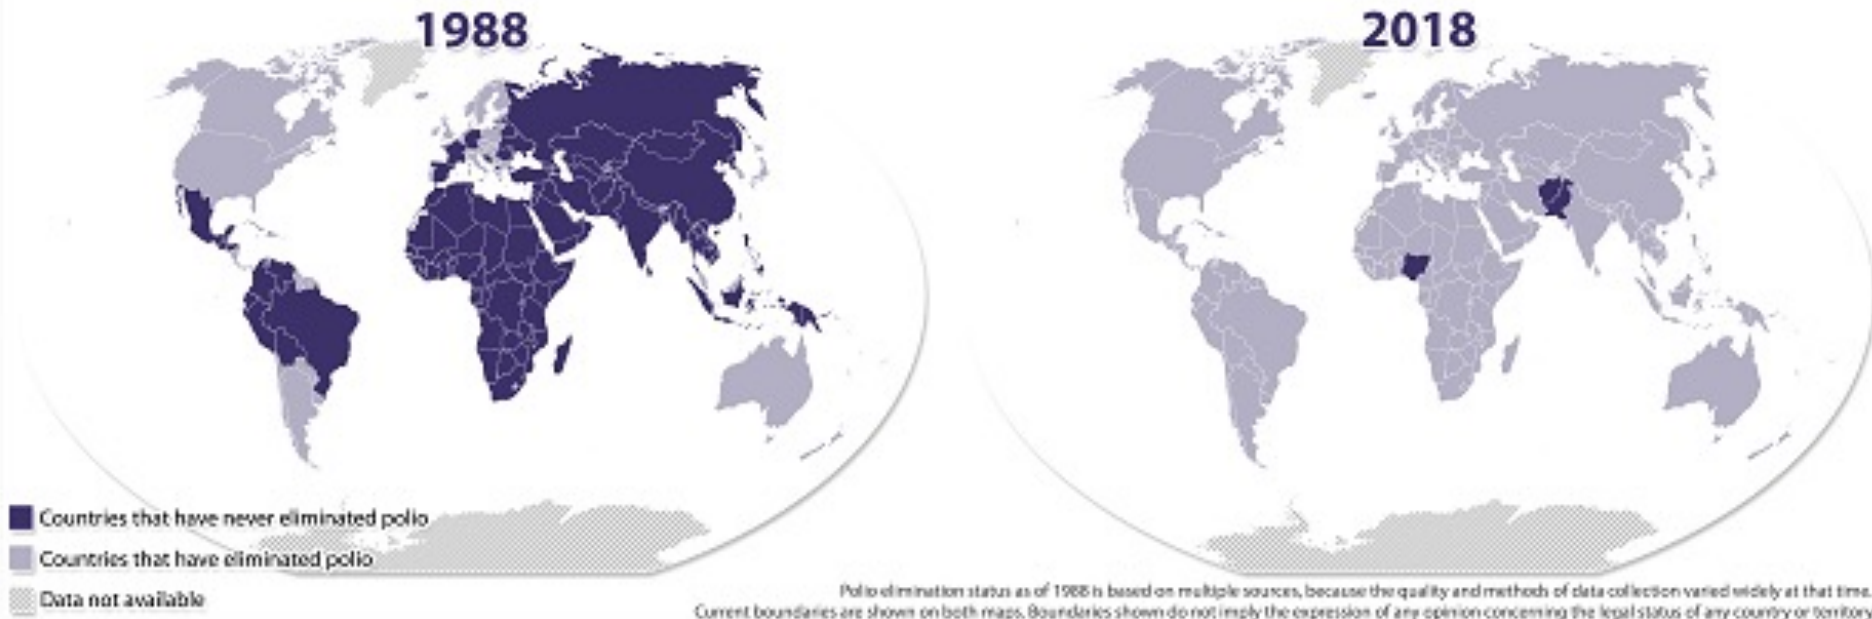 1988
2018
Countries that have never eliminated polio
Countries that have eliminated polio
Data not available
Polio elimination status as of 1988 is based on multiple sources, because the quality and methods of data collection varied widely at that time.
Current boundaries are shown on both maps. Boundaries shown do not imply the expression of any opinion concerning the legal status of any country or territory